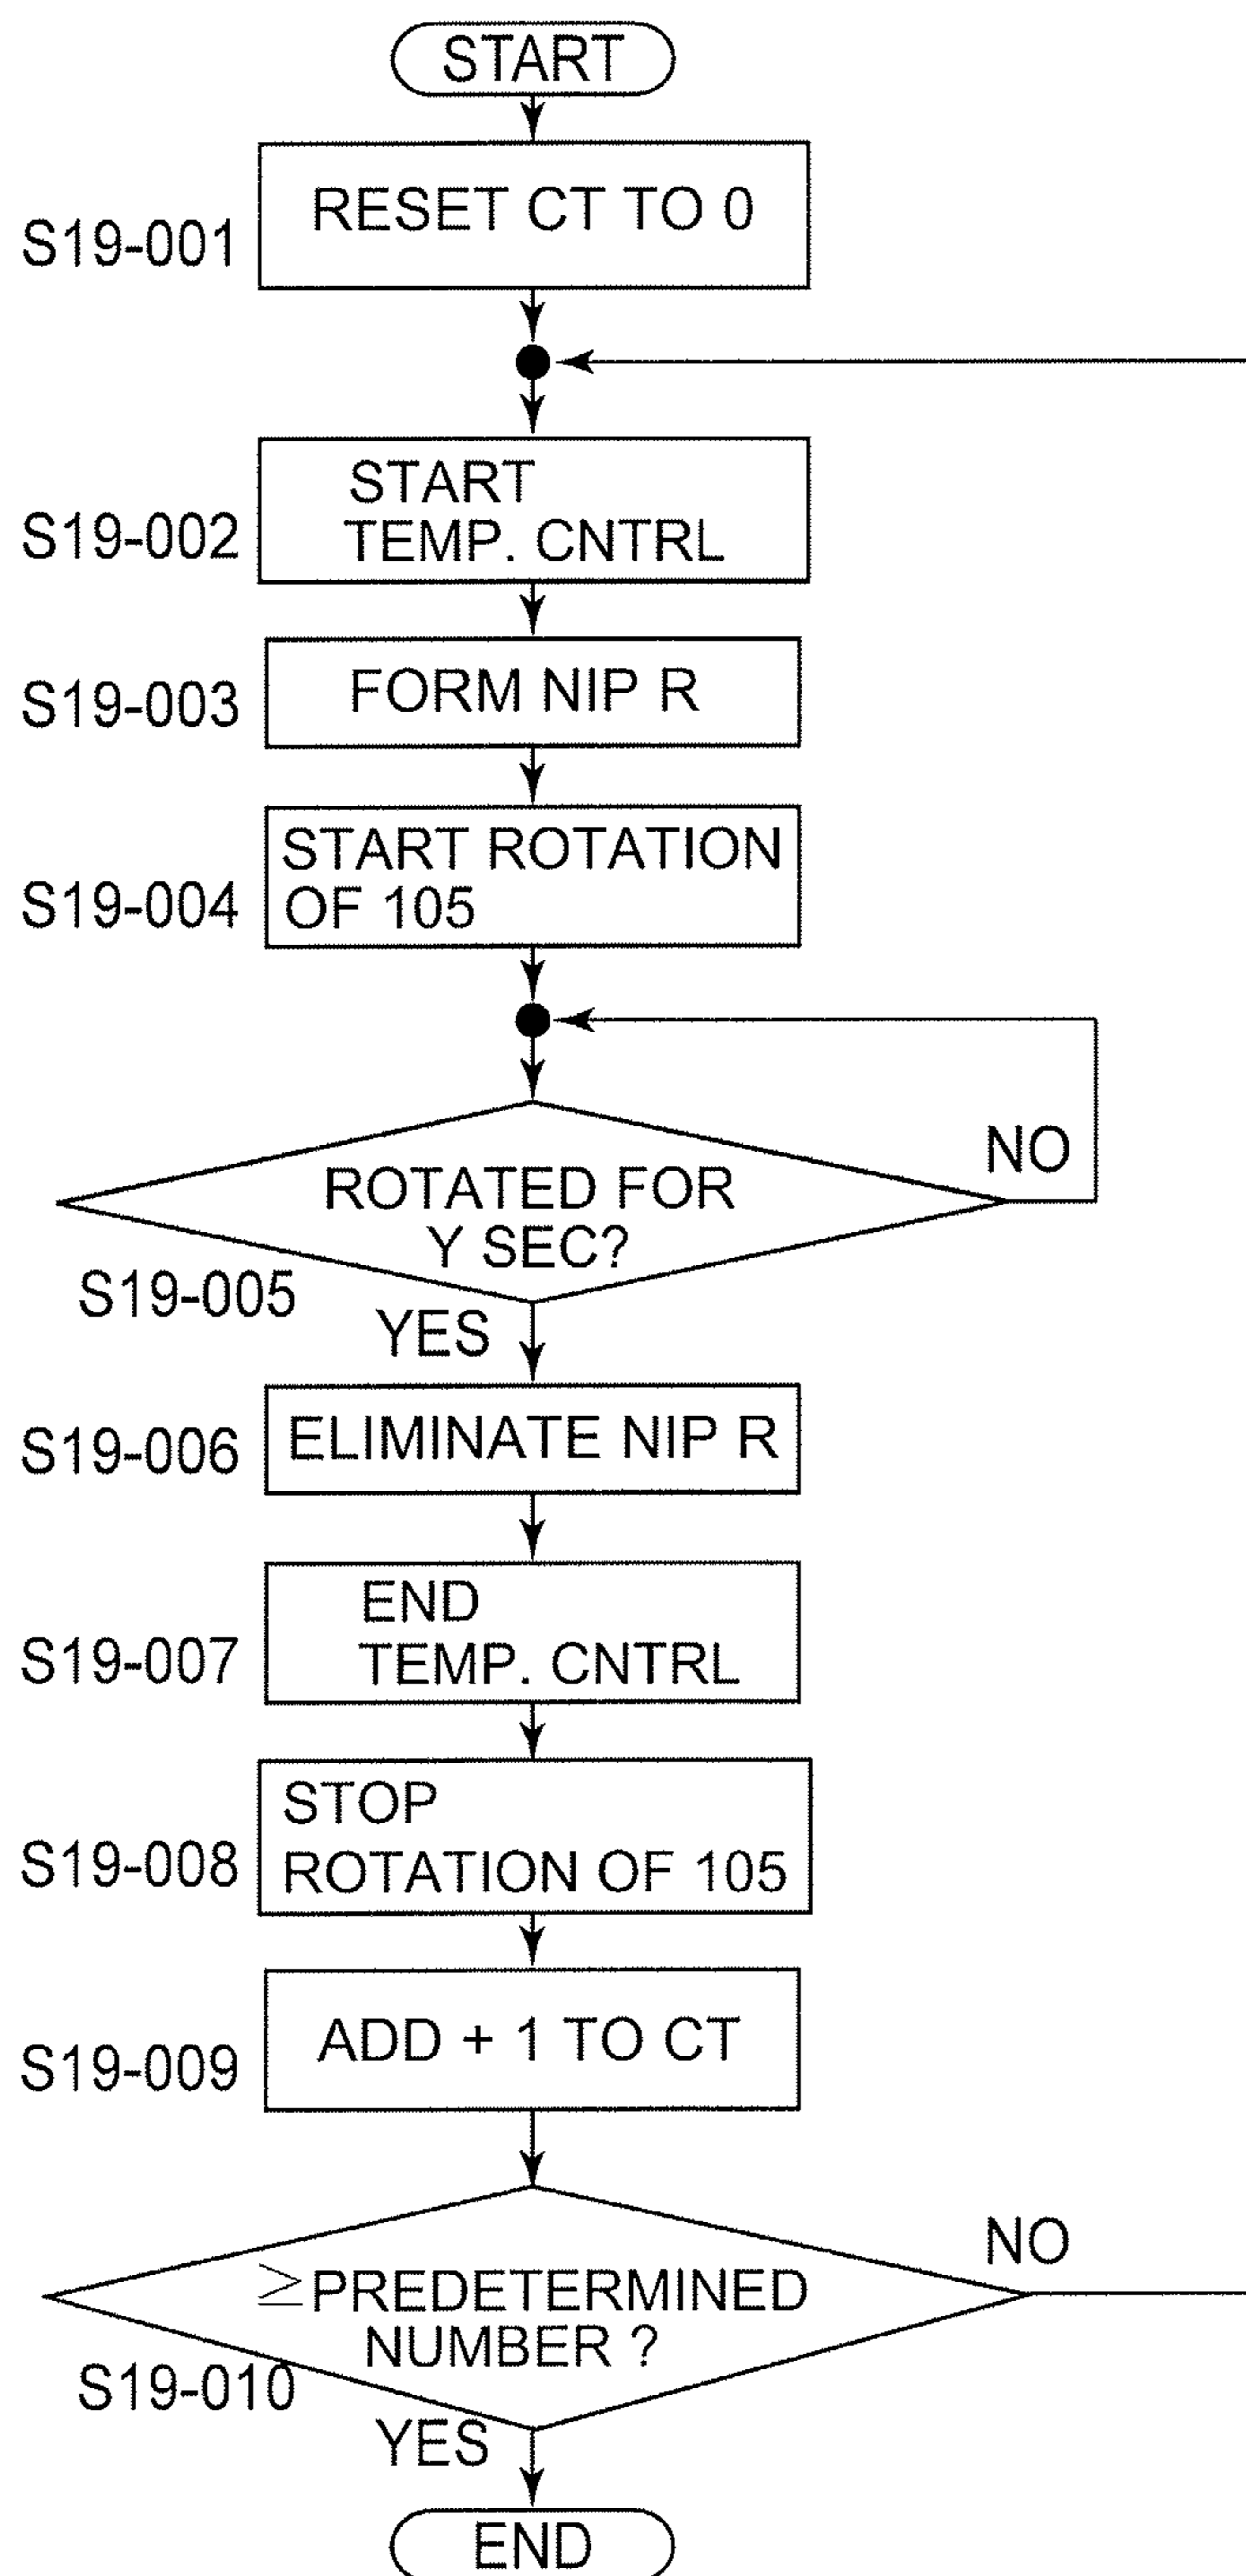 START
RESET CT TO 0
S19-001
START
TEMP. CNTRL
S19-002
FORM NIP R
S19-003
START ROTATION
OF 105
S19-004
NO
ROTATED FOR
Y SEC?
S19-005
YES
ELIMINATE NIP R
S19-006
END
TEMP. CNTRL
S19-007
STOP
ROTATION OF 105
S19-008
ADD + 1 TO CT
S19-009
NO
≧PREDETERMINED
NUMBER ?
S19-010
YES
END